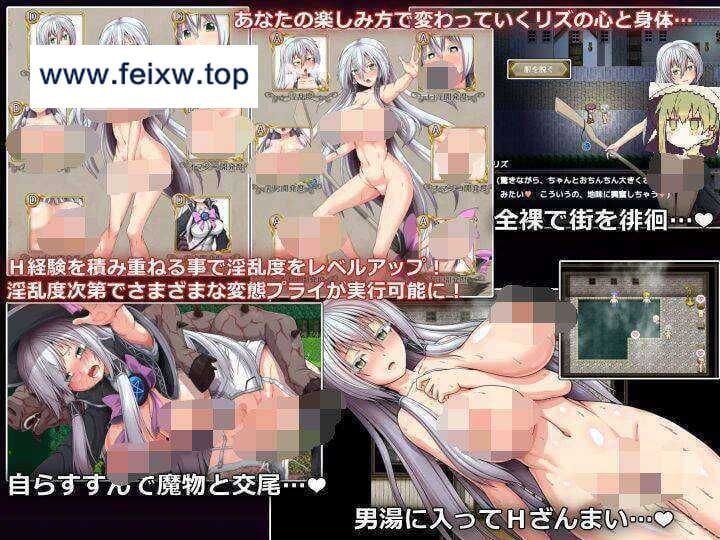 あなたの楽しみ方で変わっていくリズの心と身体…
www.feixw.top
D
D
D
D
D
D
A
A
A
A
A
服を脱ぐ
リズ
(驚きながら、ちゃんとおちんちん大きく
みたい♥ こういうの、地味に興奮しちゃう
全裸で街を徘徊…♥
H経験を積み重ねる事で淫乱度をレベルアップ!
淫乱度次第でさまざまな変態プライが実行可能に!
自らすすんで魔物と交尾…♥
男湯に入ってHざんまい…♥